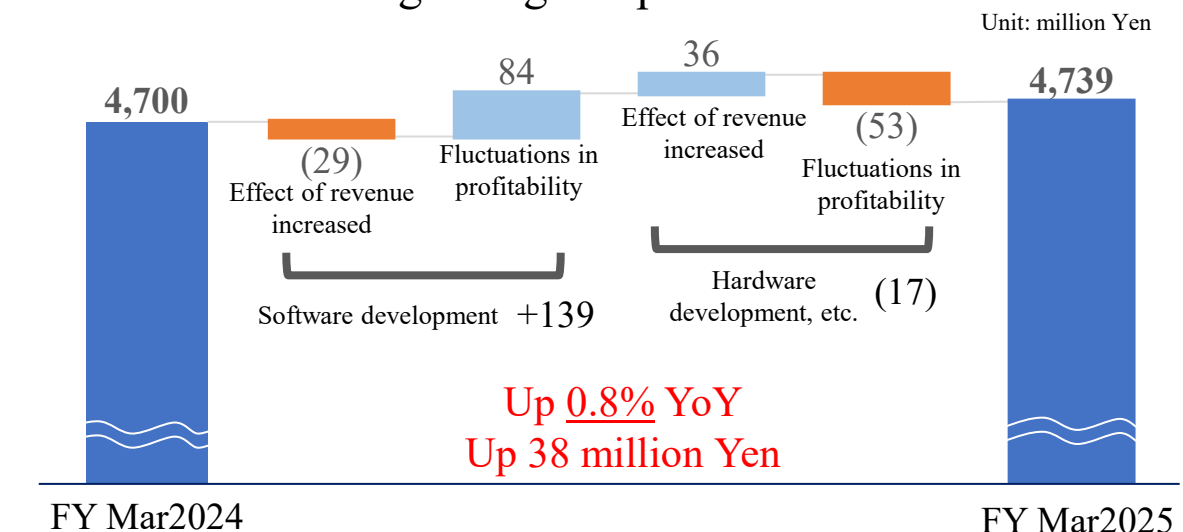 Unit: million Yen
4,700
(29)
Effect of revenue
increased
84
Fluctuations in
profitability
36
Effect of revenue
increased
(53)
Fluctuations in
profitability
4,739
Software development +139
Hardware
development, etc. (17)
Up 0.8% YoY
Up 38 million Yen
FY Mar2024
FY Mar2025